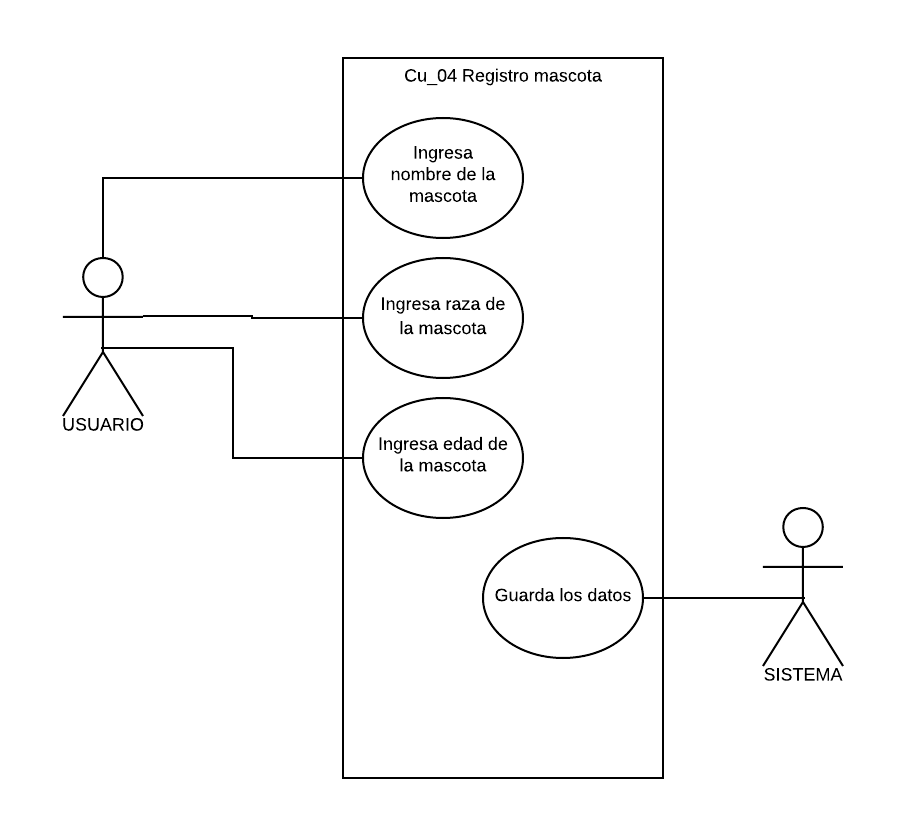 Cu_04 Registro mascota
Ingresa
nombre de la
mascota
Ingresa raza de
la mascota
USUARIO
Ingresa edad de
la mascota
Guarda los datos
SISTEMA